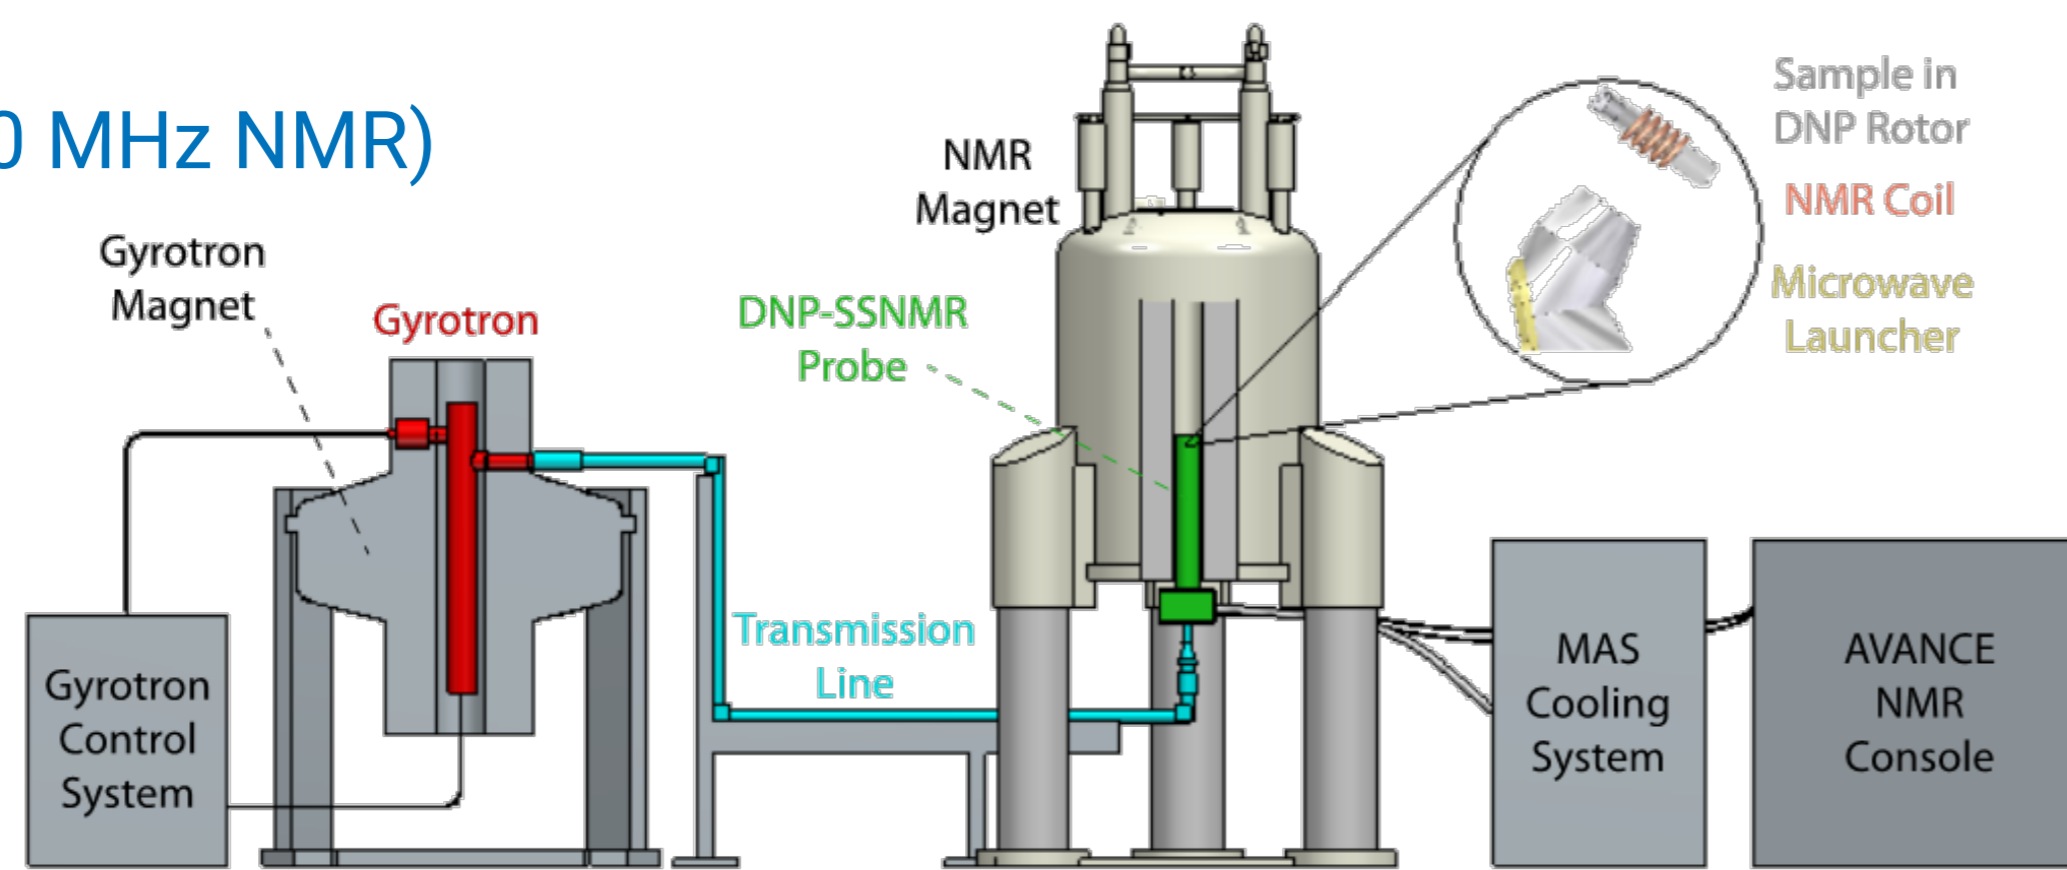 0 MHz NMR)
Gyrotron
Magnet
Gyrotron
Gyrotron
Control
System
Transmission
Line
DNP-SSNMR
Probe
NMR
Magnet
Sample in
DNP Rotor
NMR Coil
Microwave
Launcher
MAS
Cooling
System
AVANCE
NMR
Console